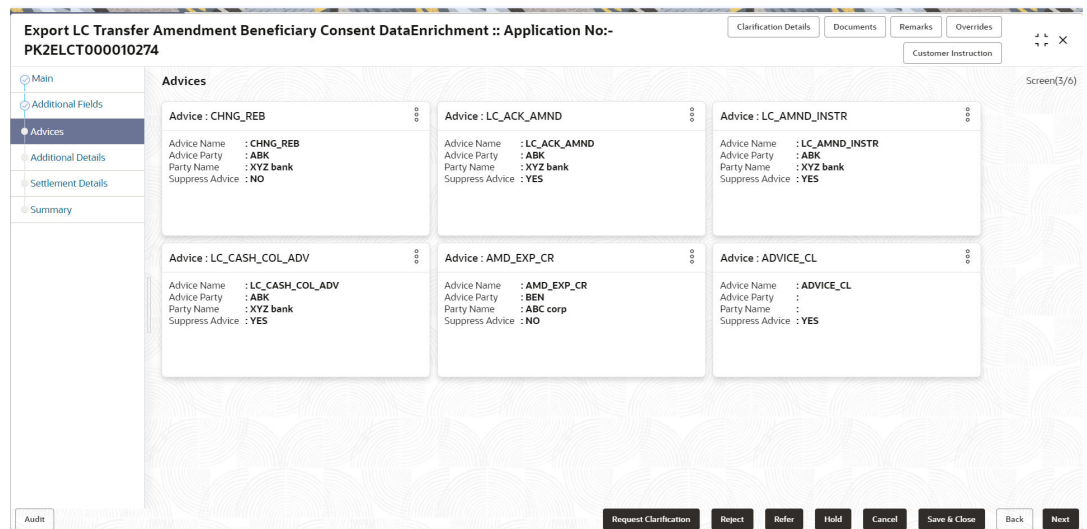 Export LC Transfer Amendment Beneficiary Consent DataEnrichment :: Application No:-
PK2ELCT000010274
Clarification Details
Documents
Remarks
Overrides
Customer Instruction
Main
Additional Fields
Advices
Additional Details
Settlement Details
Summary
Advices
Screen(3/6)
Advice : CHNG_REB
Advice Name : CHNG_REB
Advice Party : ABK
Party Name : XYZ bank
Suppress Advice : NO
Advice : LC_ACK_AMND
Advice Name : LC_ACK_AMND
Advice Party : ABK
Party Name : XYZ bank
Suppress Advice : YES
Advice : LC_AMND_INSTR
Advice Name : LC_AMND_INSTR
Advice Party : ABK
Party Name : XYZ bank
Suppress Advice : YES
Advice : LC_CASH_COL_ADV
Advice Name : LC_CASH_COL_ADV
Advice Party : ABK
Party Name : XYZ bank
Suppress Advice : YES
Advice : AMD_EXP_CR
Advice Name : AMD_EXP_CR
Advice Party : BEN
Party Name : ABC corp
Suppress Advice : NO
Advice : ADVICE_CL
Advice Name : ADVICE_CL
Advice Party :
Party Name :
Suppress Advice : YES
Audit
Request Clarification
Reject
Refer
Hold
Cancel
Save & Close
Back
Next